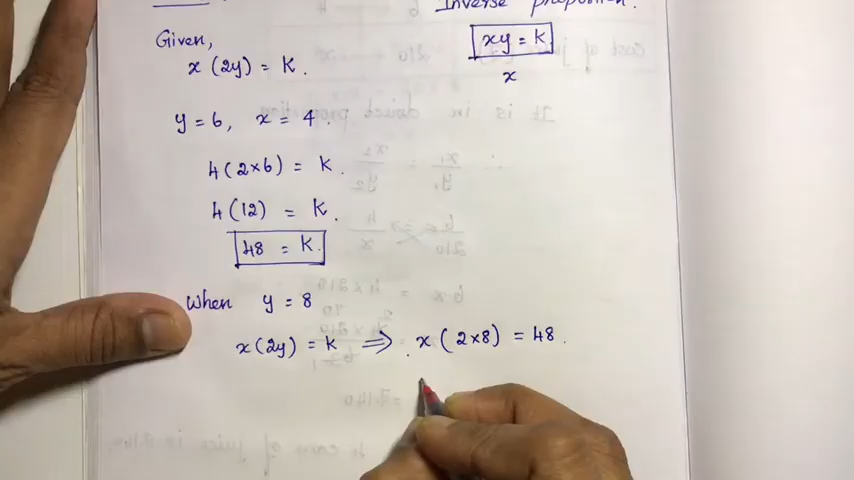 Inverse proportion.
Given,
xy = K
x (2y) = K.
x
y = 6, x = 4.
4 (2×6) = K.
4 (12) = K.
48 = K.
When y = 8
x (2y) = K ⟹ x (2×8) = 48.